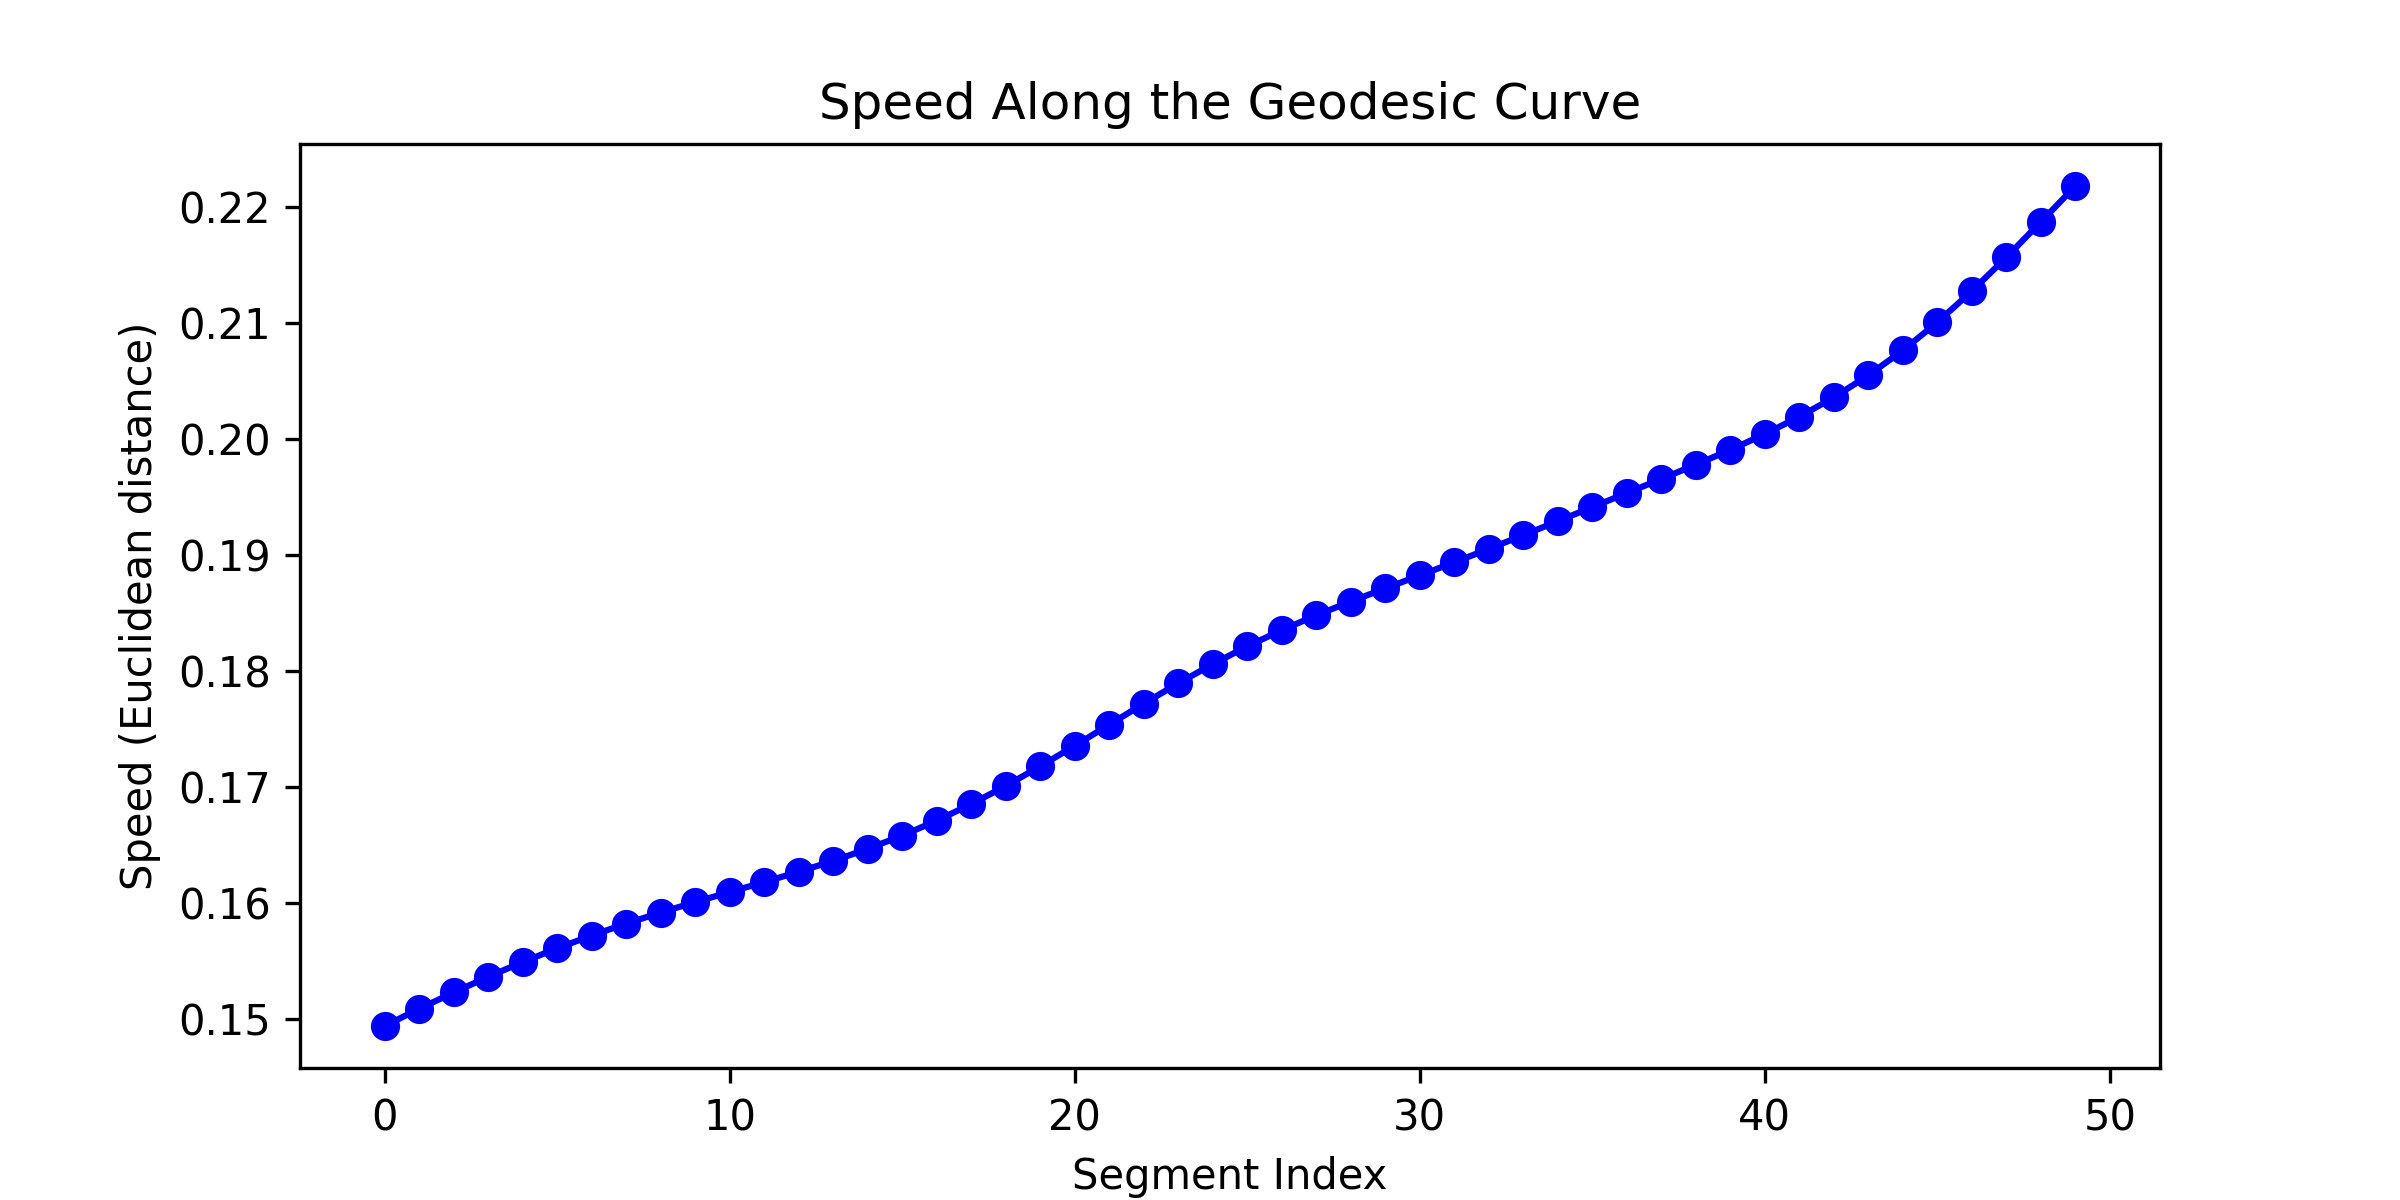 Speed Along the Geodesic Curve
Speed (Euclidean distance)
0.22
0.21
0.20
0.19
0.18
0.17
0.16
0.15
0 10 20 30 40 50
Segment Index